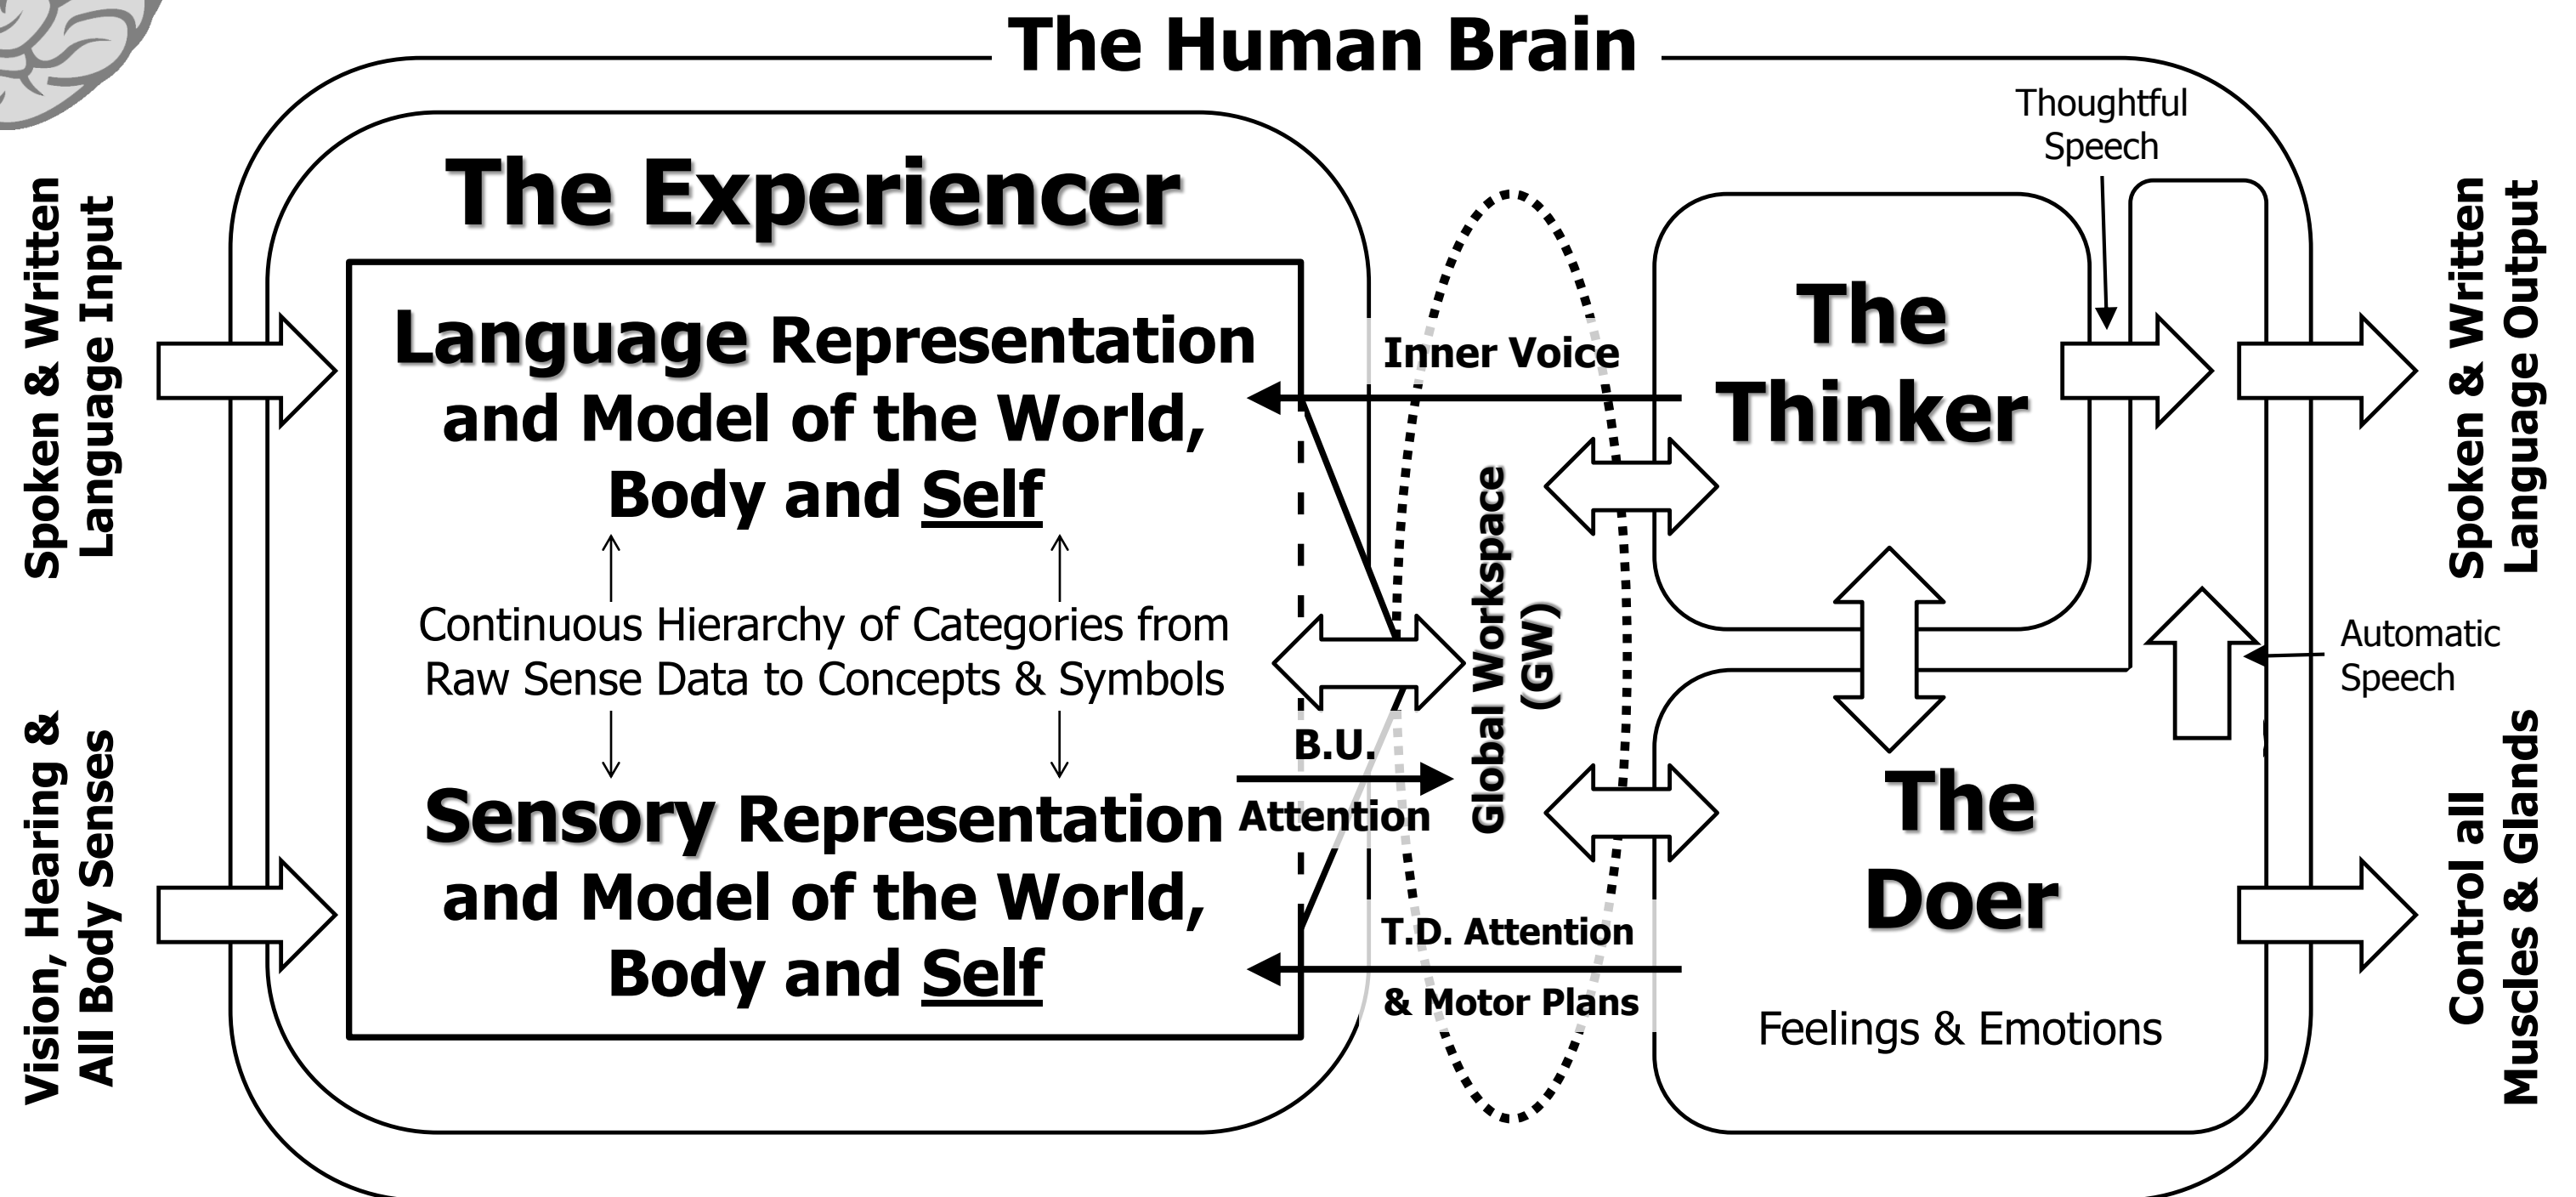 The Human Brain
Spoken & Written
Language Input
Vision, Hearing &
All Body Senses
The Experiencer
Language Representation
and Model of the World,
Body and Self
Continuous Hierarchy of Categories from
Raw Sense Data to Concepts & Symbols
Sensory Representation
and Model of the World,
Body and Self
Inner Voice
B.U.
Attention
Global Workspace
(GW)
T.D. Attention
& Motor Plans
The
Thinker
Thoughtful
Speech
The
Doer
Feelings & Emotions
Automatic
Speech
Spoken & Written
Language Output
Control all
Muscles & Glands